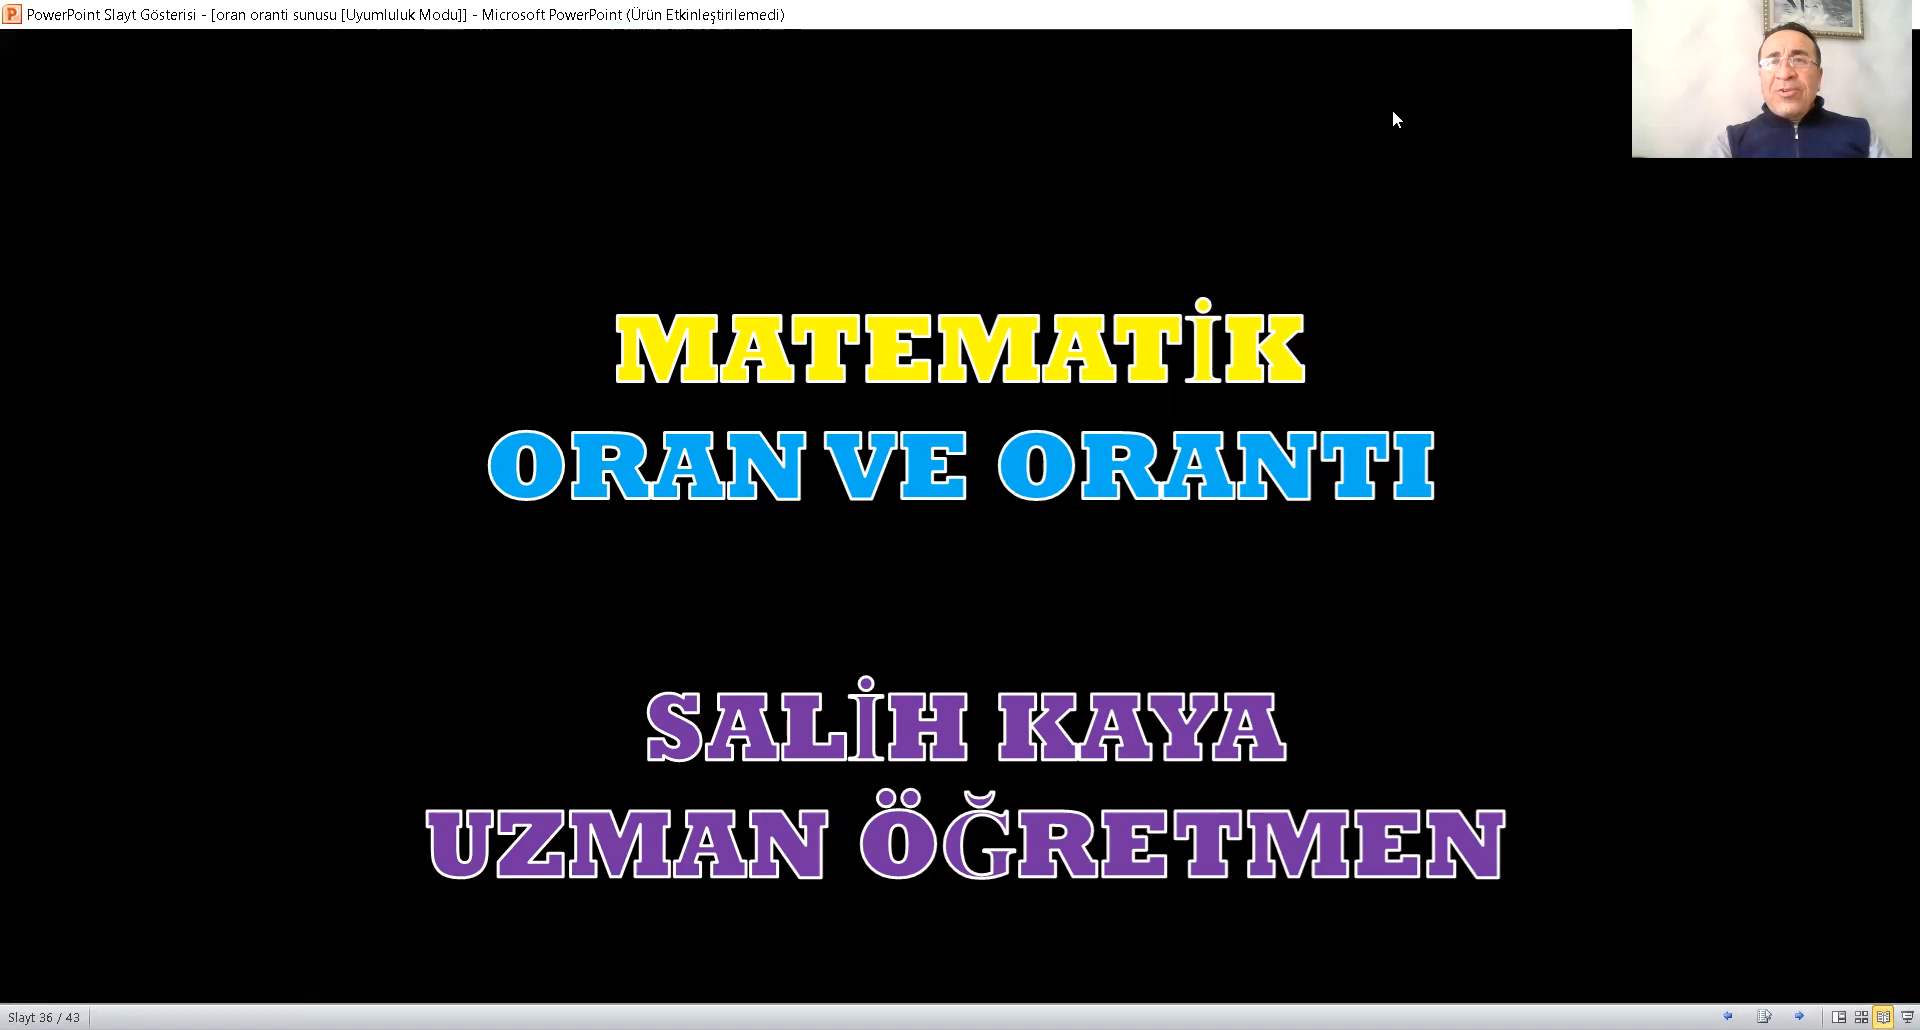 PowerPoint Slayt Gösterisi - [oran oranti sunusu [Uyumluluk Modu]] - Microsoft PowerPoint (Ürün Etkinleştirilemedi)
MATEMATİK
ORAN VE ORANTI
SALİH KAYA
UZMAN ÖĞRETMEN
Slayt 36 / 43